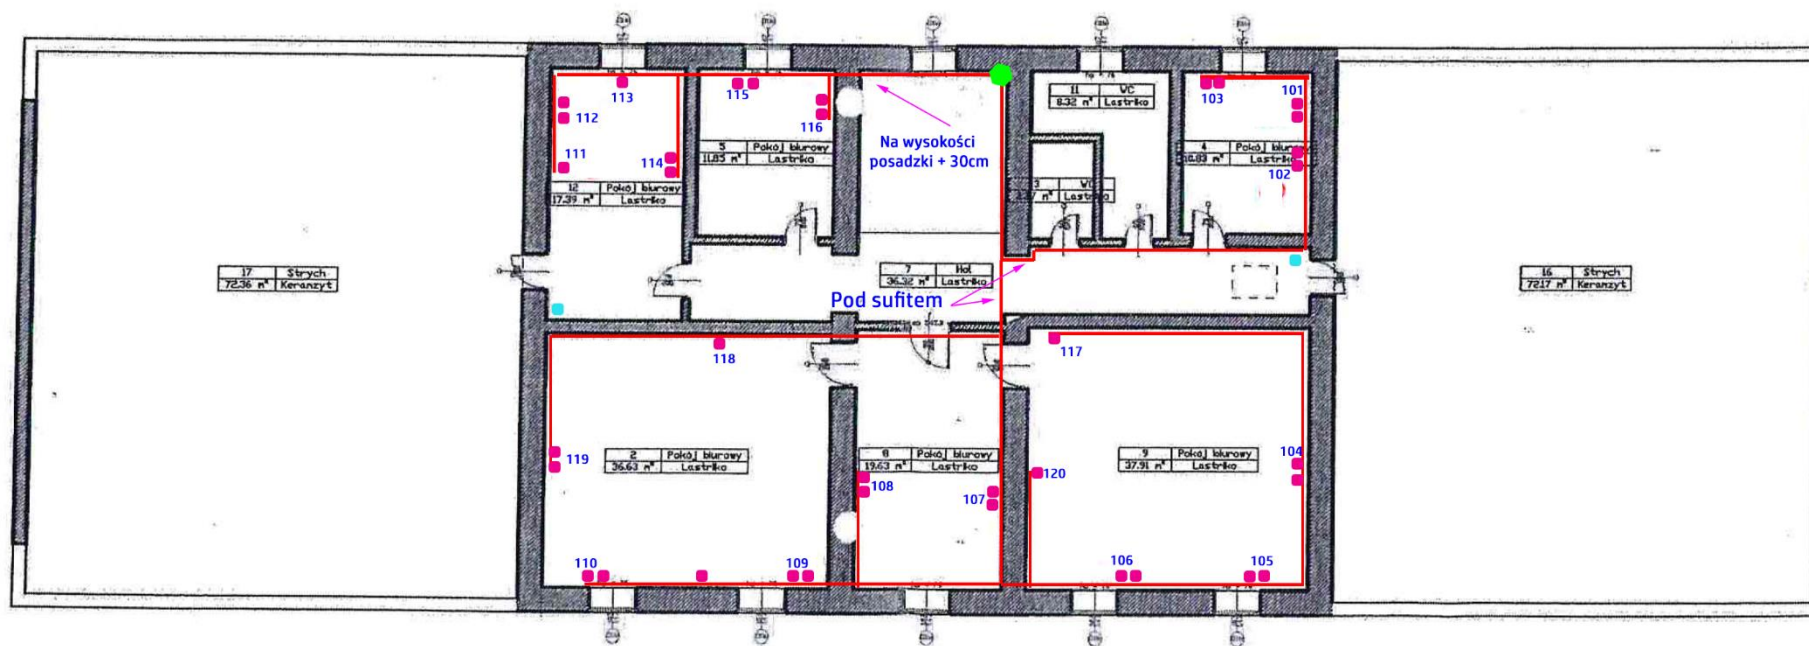 113
115
103
101
112
116
11 WC
8.32 m² Lastriko
Na wysokości
posadzki + 30cm
111
114
5 Pokój biurowy
11.85 m² Lastriko
4 Pokój biurowy
10.83 m² Lastriko
102
12 Pokój biurowy
17.39 m² Lastriko
3 WC
Lastriko
17 Strych
72.36 m² Keramzyt
7 Hol
36.32 m² Lastriko
16 Strych
72.17 m² Keramzyt
Pod sufitem
118
117
119
2 Pokój biurowy
36.63 m² Lastriko
8 Pokój biurowy
19.63 m² Lastriko
9 Pokój biurowy
37.91 m² Lastriko
104
108
107
120
110
109
106
105